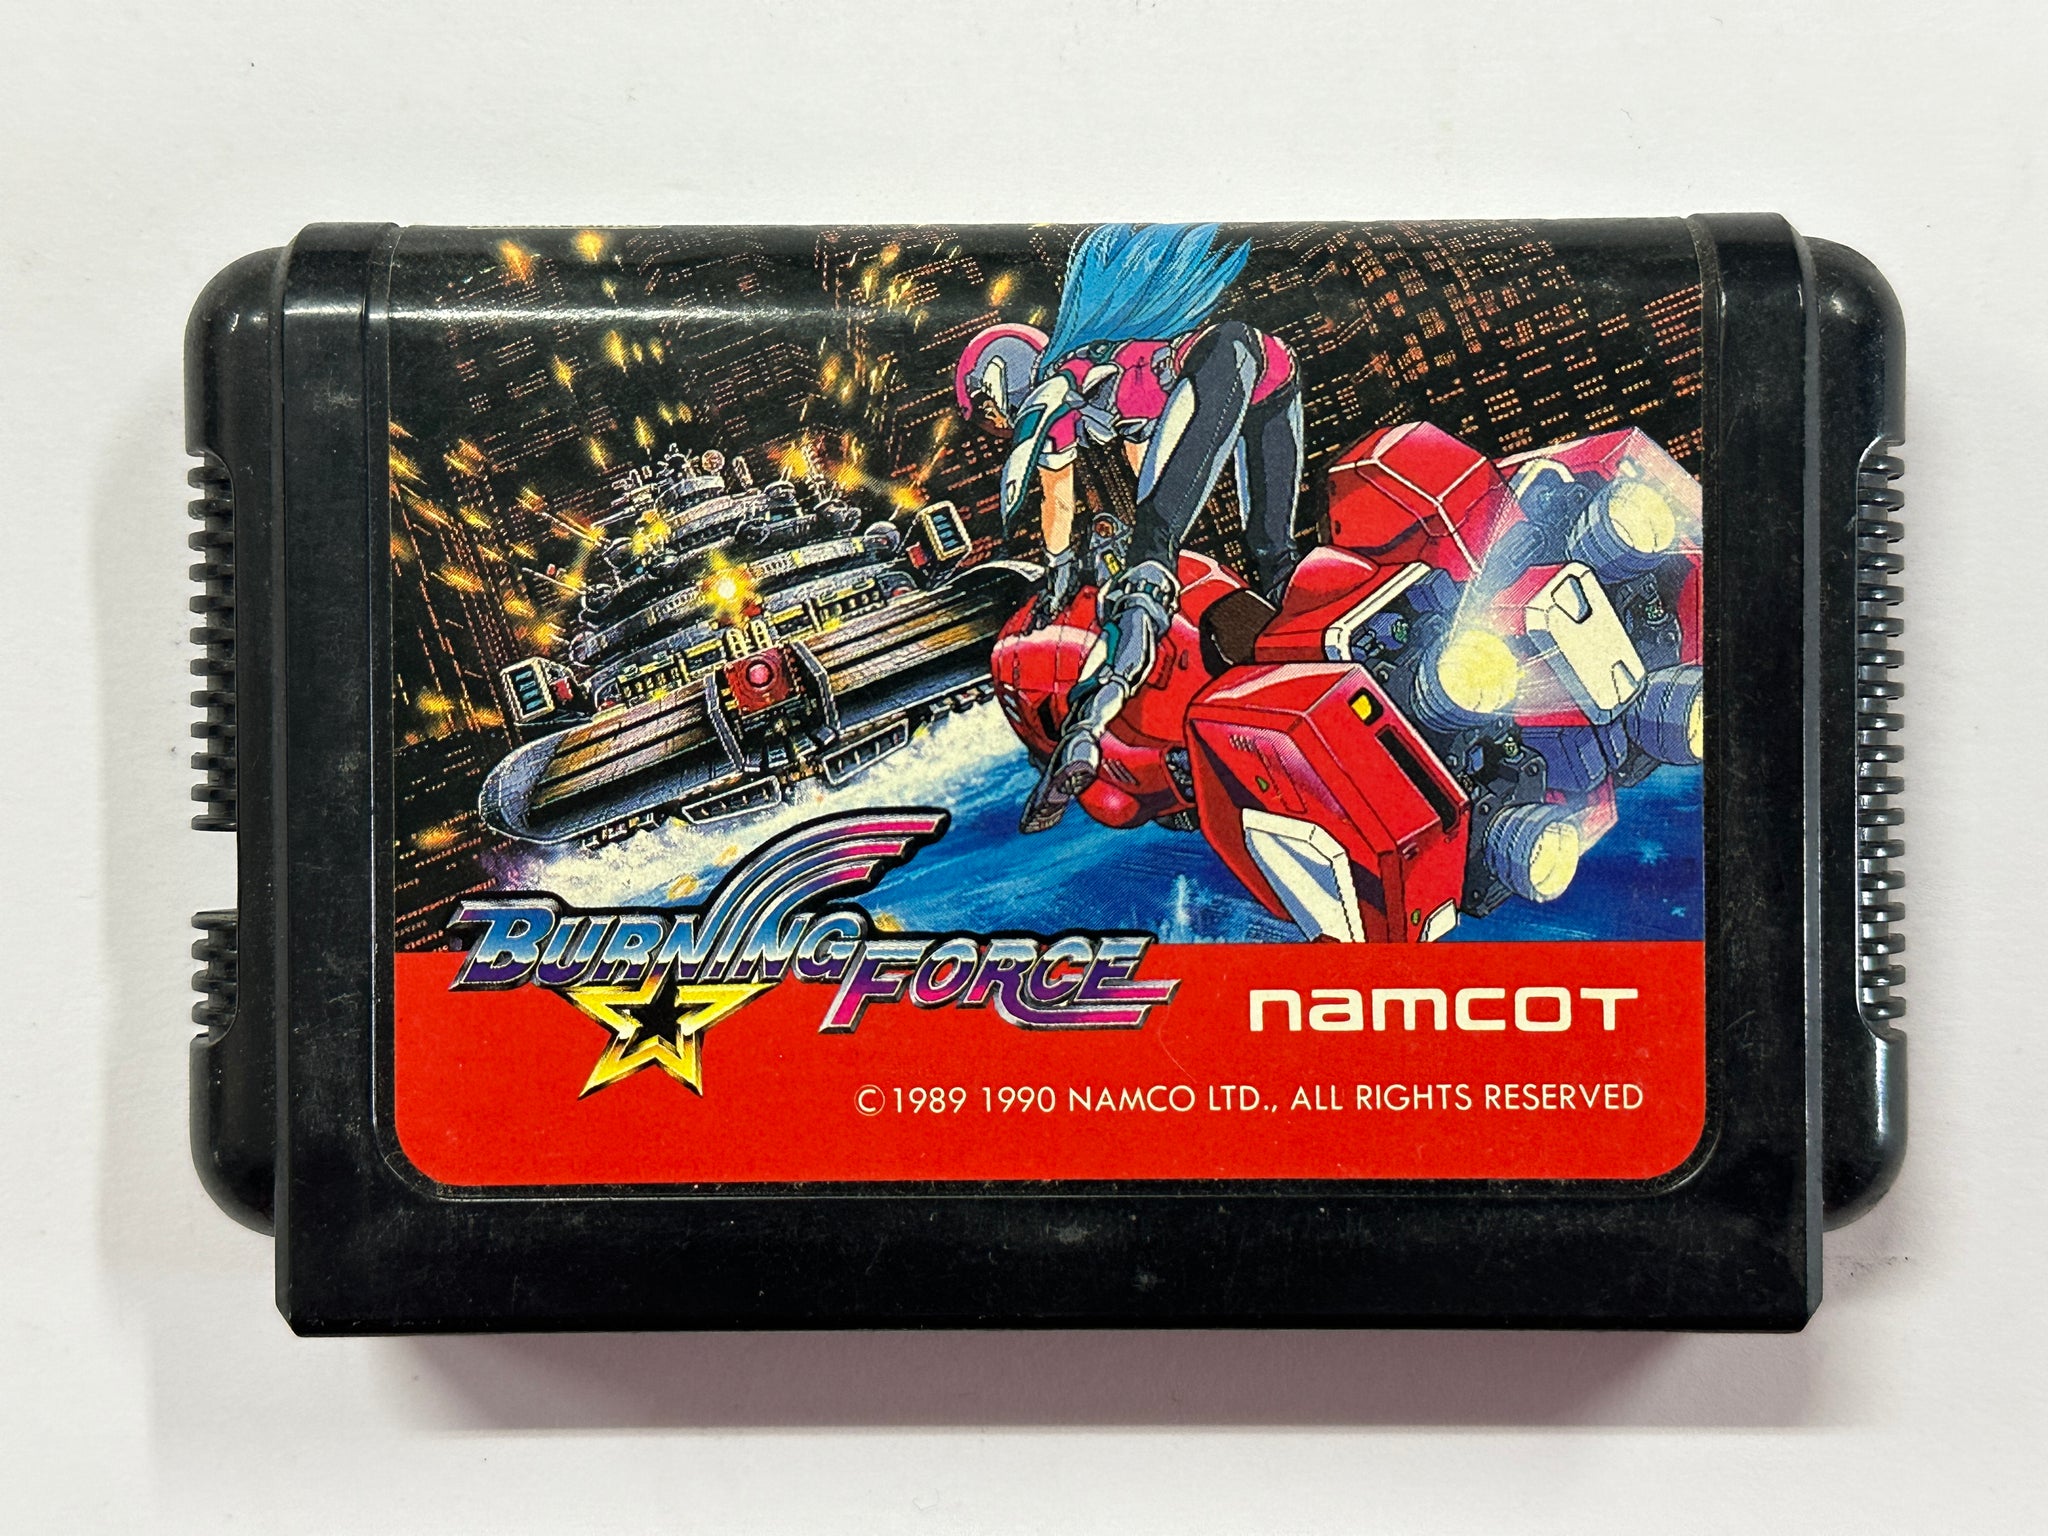 BURNING FORCE
namcot
©1989 1990 NAMCO LTD., ALL RIGHTS RESERVED